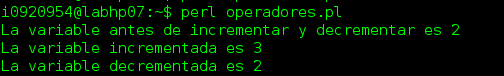 i0920954@labhp07:~$ perl operadores.pl
La variable antes de incrementar y decrementar es 2
La variable incrementada es 3
La variable decrementada es 2